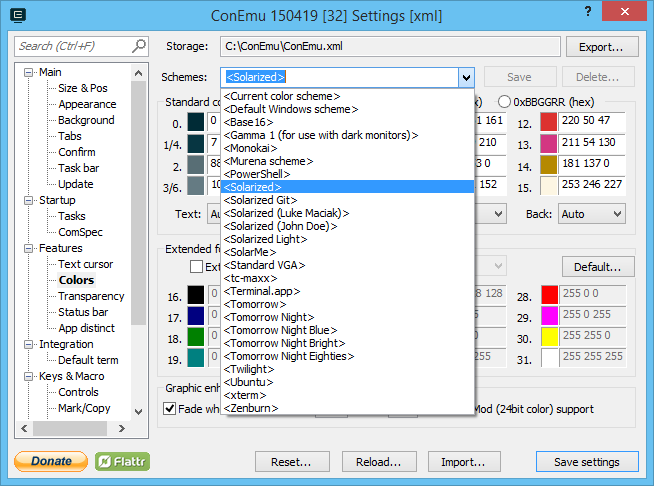 ConEmu 150419 [32] Settings [xml]
Search (Ctrl+F)
Storage:
C:\ConEmu\ConEmu.xml
Export...
Schemes:
<Solarized>
Save
Delete...
Main
Size & Pos
Appearance
Background
Tabs
Confirm
Task bar
Update
Startup
Tasks
ComSpec
Features
Text cursor
Colors
Transparency
Status bar
App distinct
Integration
Default term
Keys & Macro
Controls
Mark/Copy
<Current color scheme>
<Default Windows scheme>
<Base16>
<Gamma 1 (for use with dark monitors)>
<Monokai>
<Murena scheme>
<PowerShell>
<Solarized>
<Solarized Git>
<Solarized (Luke Maciak)>
<Solarized (John Doe)>
<Solarized Light>
<SolarMe>
<Standard VGA>
<tc-maxx>
<Terminal.app>
<Tomorrow>
<Tomorrow Night>
<Tomorrow Night Blue>
<Tomorrow Night Bright>
<Tomorrow Night Eighties>
<Twilight>
<Ubuntu>
<xterm>
<Zenburn>
Standard co
x)
0xBBGGRR (hex)
0.
0
1 161
12.
220 50 47
1/4.
7
13.
211 54 130
2.
88
3 0
14.
181 137 0
3/6.
10
152
15.
253 246 227
Text:
Au
Back:
Auto
Extended fo
Ext
Default...
16.
0
8 128
28.
255 0 0
17.
0
29.
255 0 255
18.
0
30.
255 255 0
19.
0
31.
255 255 255
Graphic enh
Fade wh
Mod (24bit color) support
Donate
Flattr
Reset...
Reload...
Import...
Save settings